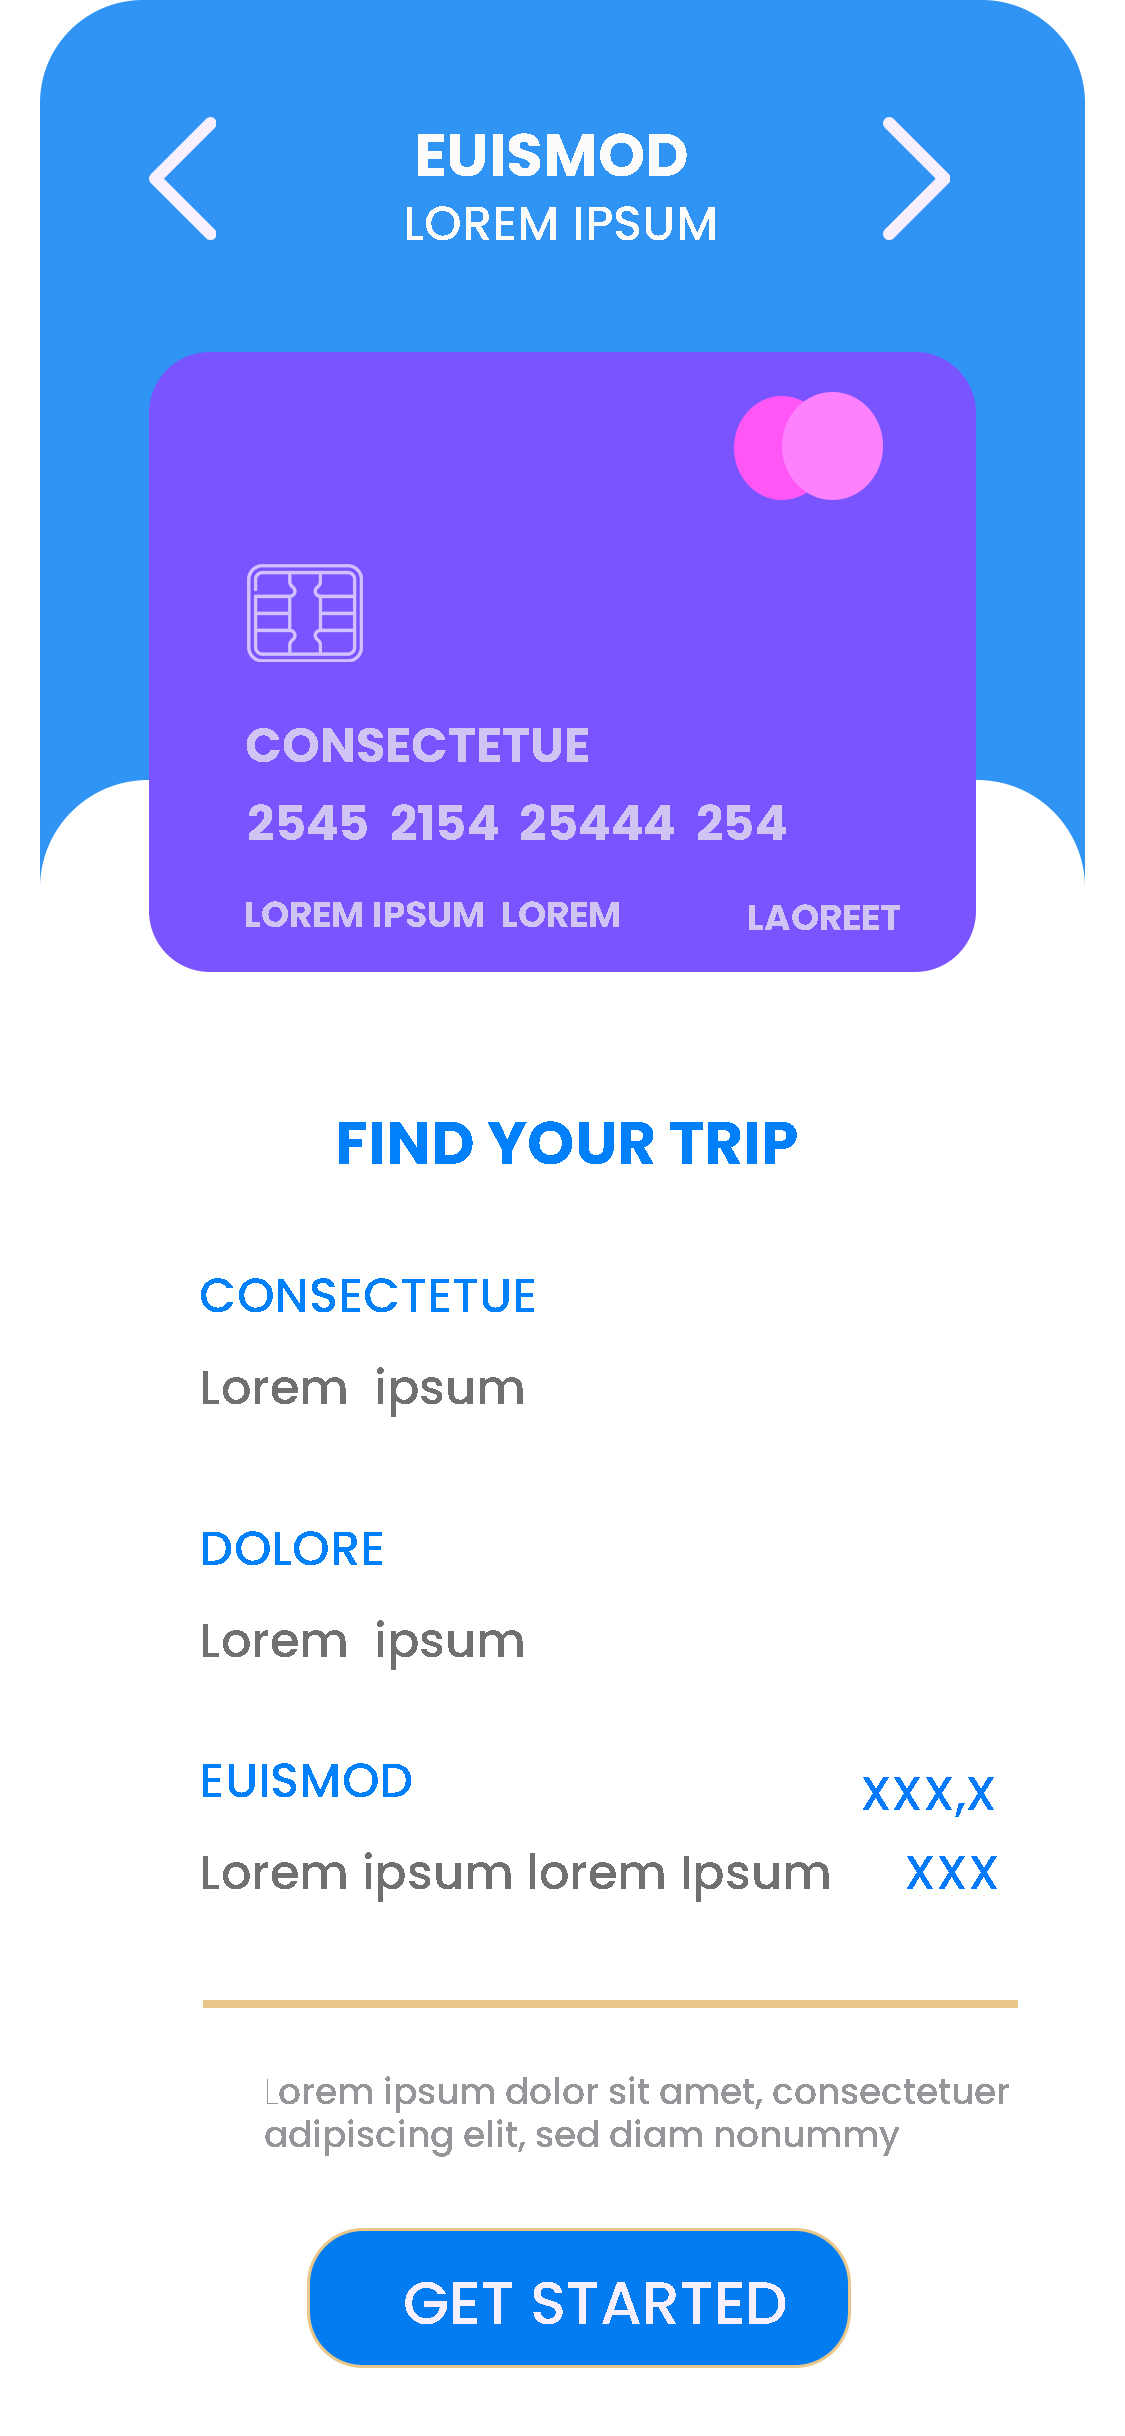 EUISMOD
LOREM IPSUM
CONSECTETUE
2545 2154 25444 254
LOREM IPSUM LOREM LAOREET
FIND YOUR TRIP
CONSECTETUE
Lorem ipsum
DOLORE
Lorem ipsum
EUISMOD XXX,X
Lorem ipsum lorem Ipsum XXX
Lorem ipsum dolor sit amet, consectetuer
adipiscing elit, sed diam nonummy
GET STARTED